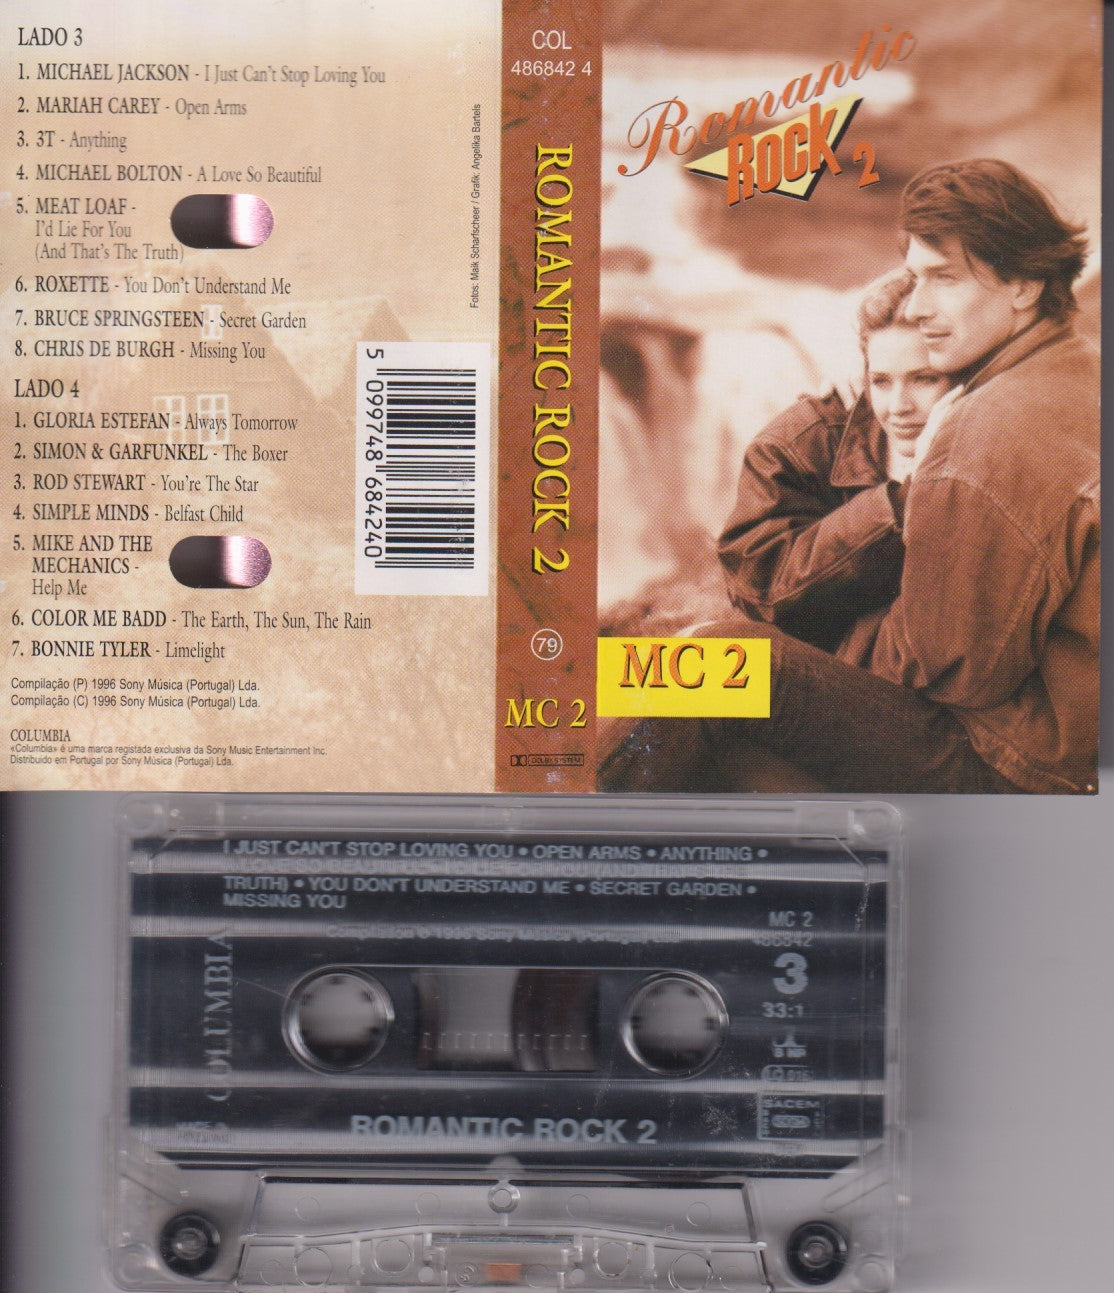 LADO 3
1. MICHAEL JACKSON - I Just Can't Stop Loving You
2. MARIAH CAREY - Open Arms
3. 3T - Anything
4. MICHAEL BOLTON - A Love So Beautiful
5. MEAT LOAF -
I'd Lie For You
(And That's The Truth)
6. ROXETTE - You Don't Understand Me
7. BRUCE SPRINGSTEEN - Secret Garden
8. CHRIS DE BURGH - Missing You
LADO 4
1. GLORIA ESTEFAN - Always Tomorrow
2. SIMON & GARFUNKEL - The Boxer
3. ROD STEWART - You're The Star
4. SIMPLE MINDS - Belfast Child
5. MIKE AND THE
MECHANICS -
Help Me
6. COLOR ME BADD - The Earth, The Sun, The Rain
7. BONNIE TYLER - Limelight
Compilação (P) 1996 Sony Música (Portugal) Lda.
Compilação (C) 1996 Sony Música (Portugal) Lda.
COLUMBIA
«Columbia» é uma marca registada exclusiva da Sony Music Entertainment Inc.
Distribuido em Portugal por Sony Música (Portugal) Lda.
Fotos: Maik Scharfscheer / Grafik: Angelika Bartels
5 099748 684240
COL
486842 4
ROMANTIC ROCK 2
79
MC 2
DOLBY SYSTEM
Romantic
ROCK 2
MC 2
I JUST CAN'T STOP LOVING YOU • OPEN ARMS • ANYTHING •
TRUTH) • YOU DON'T UNDERSTAND ME • SECRET GARDEN •
MISSING YOU
MC 2
486842
3
33:1
COLUMBIA
SACEM
ROMANTIC ROCK 2